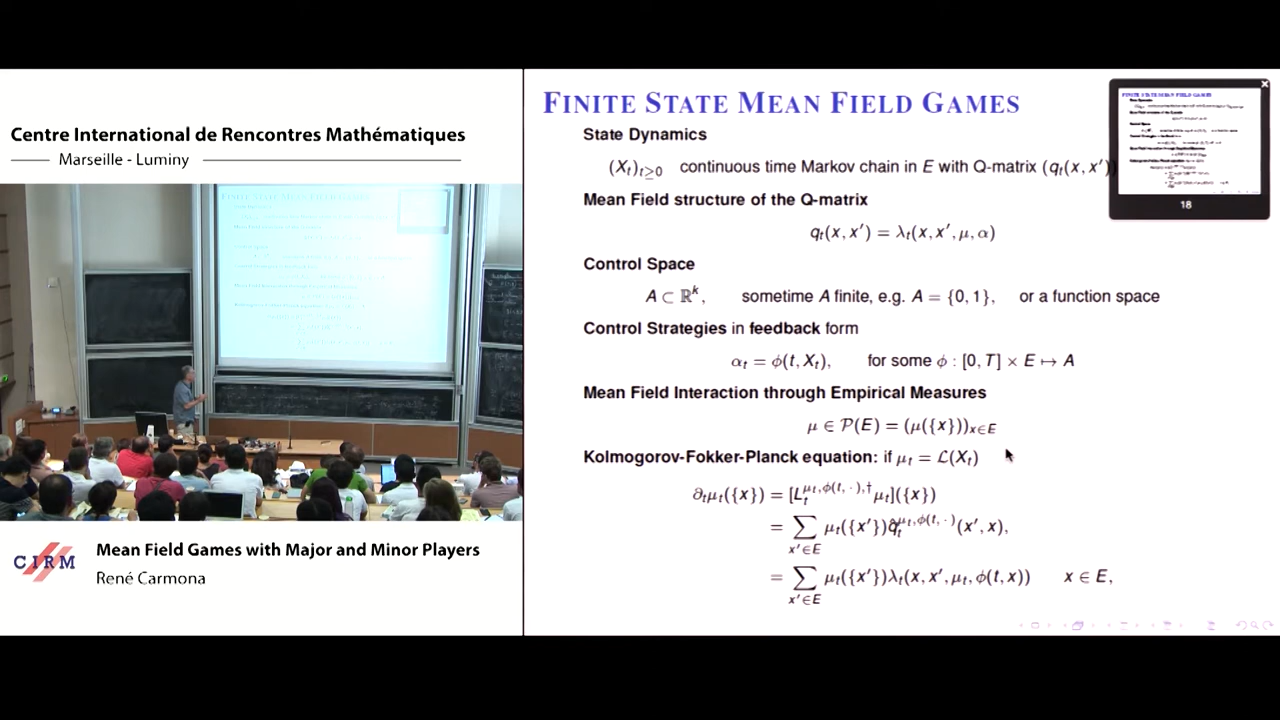 Centre International de Rencontres Mathématiques
Marseille - Luminy
CIRM
Mean Field Games with Major and Minor Players
René Carmona
FINITE STATE MEAN FIELD GAMES
State Dynamics
(X_t)_{t≥0} continuous time Markov chain in E with Q-matrix (q_t(x, x'))
Mean Field structure of the Q-matrix
q_t(x, x') = λ_t(x, x', μ, α)
Control Space
A ⊂ ℝ^k, sometime A finite, e.g. A = {0, 1}, or a function space
Control Strategies in feedback form
α_t = φ(t, X_t), for some φ : [0, T] × E ↦ A
Mean Field Interaction through Empirical Measures
μ ∈ P(E) = (μ({x}))_{x∈E}
Kolmogorov-Fokker-Planck equation: if μ_t = L(X_t)
∂_tμ_t({x}) = [L_t^{μ_t,φ(t,·),†}μ_t]({x})
= ∑_{x'∈E} μ_t({x'})q̂_t^{μ_t,φ(t,·)}(x', x),
= ∑_{x'∈E} μ_t({x'})λ_t(x, x', μ_t, φ(t, x)) x ∈ E,
18